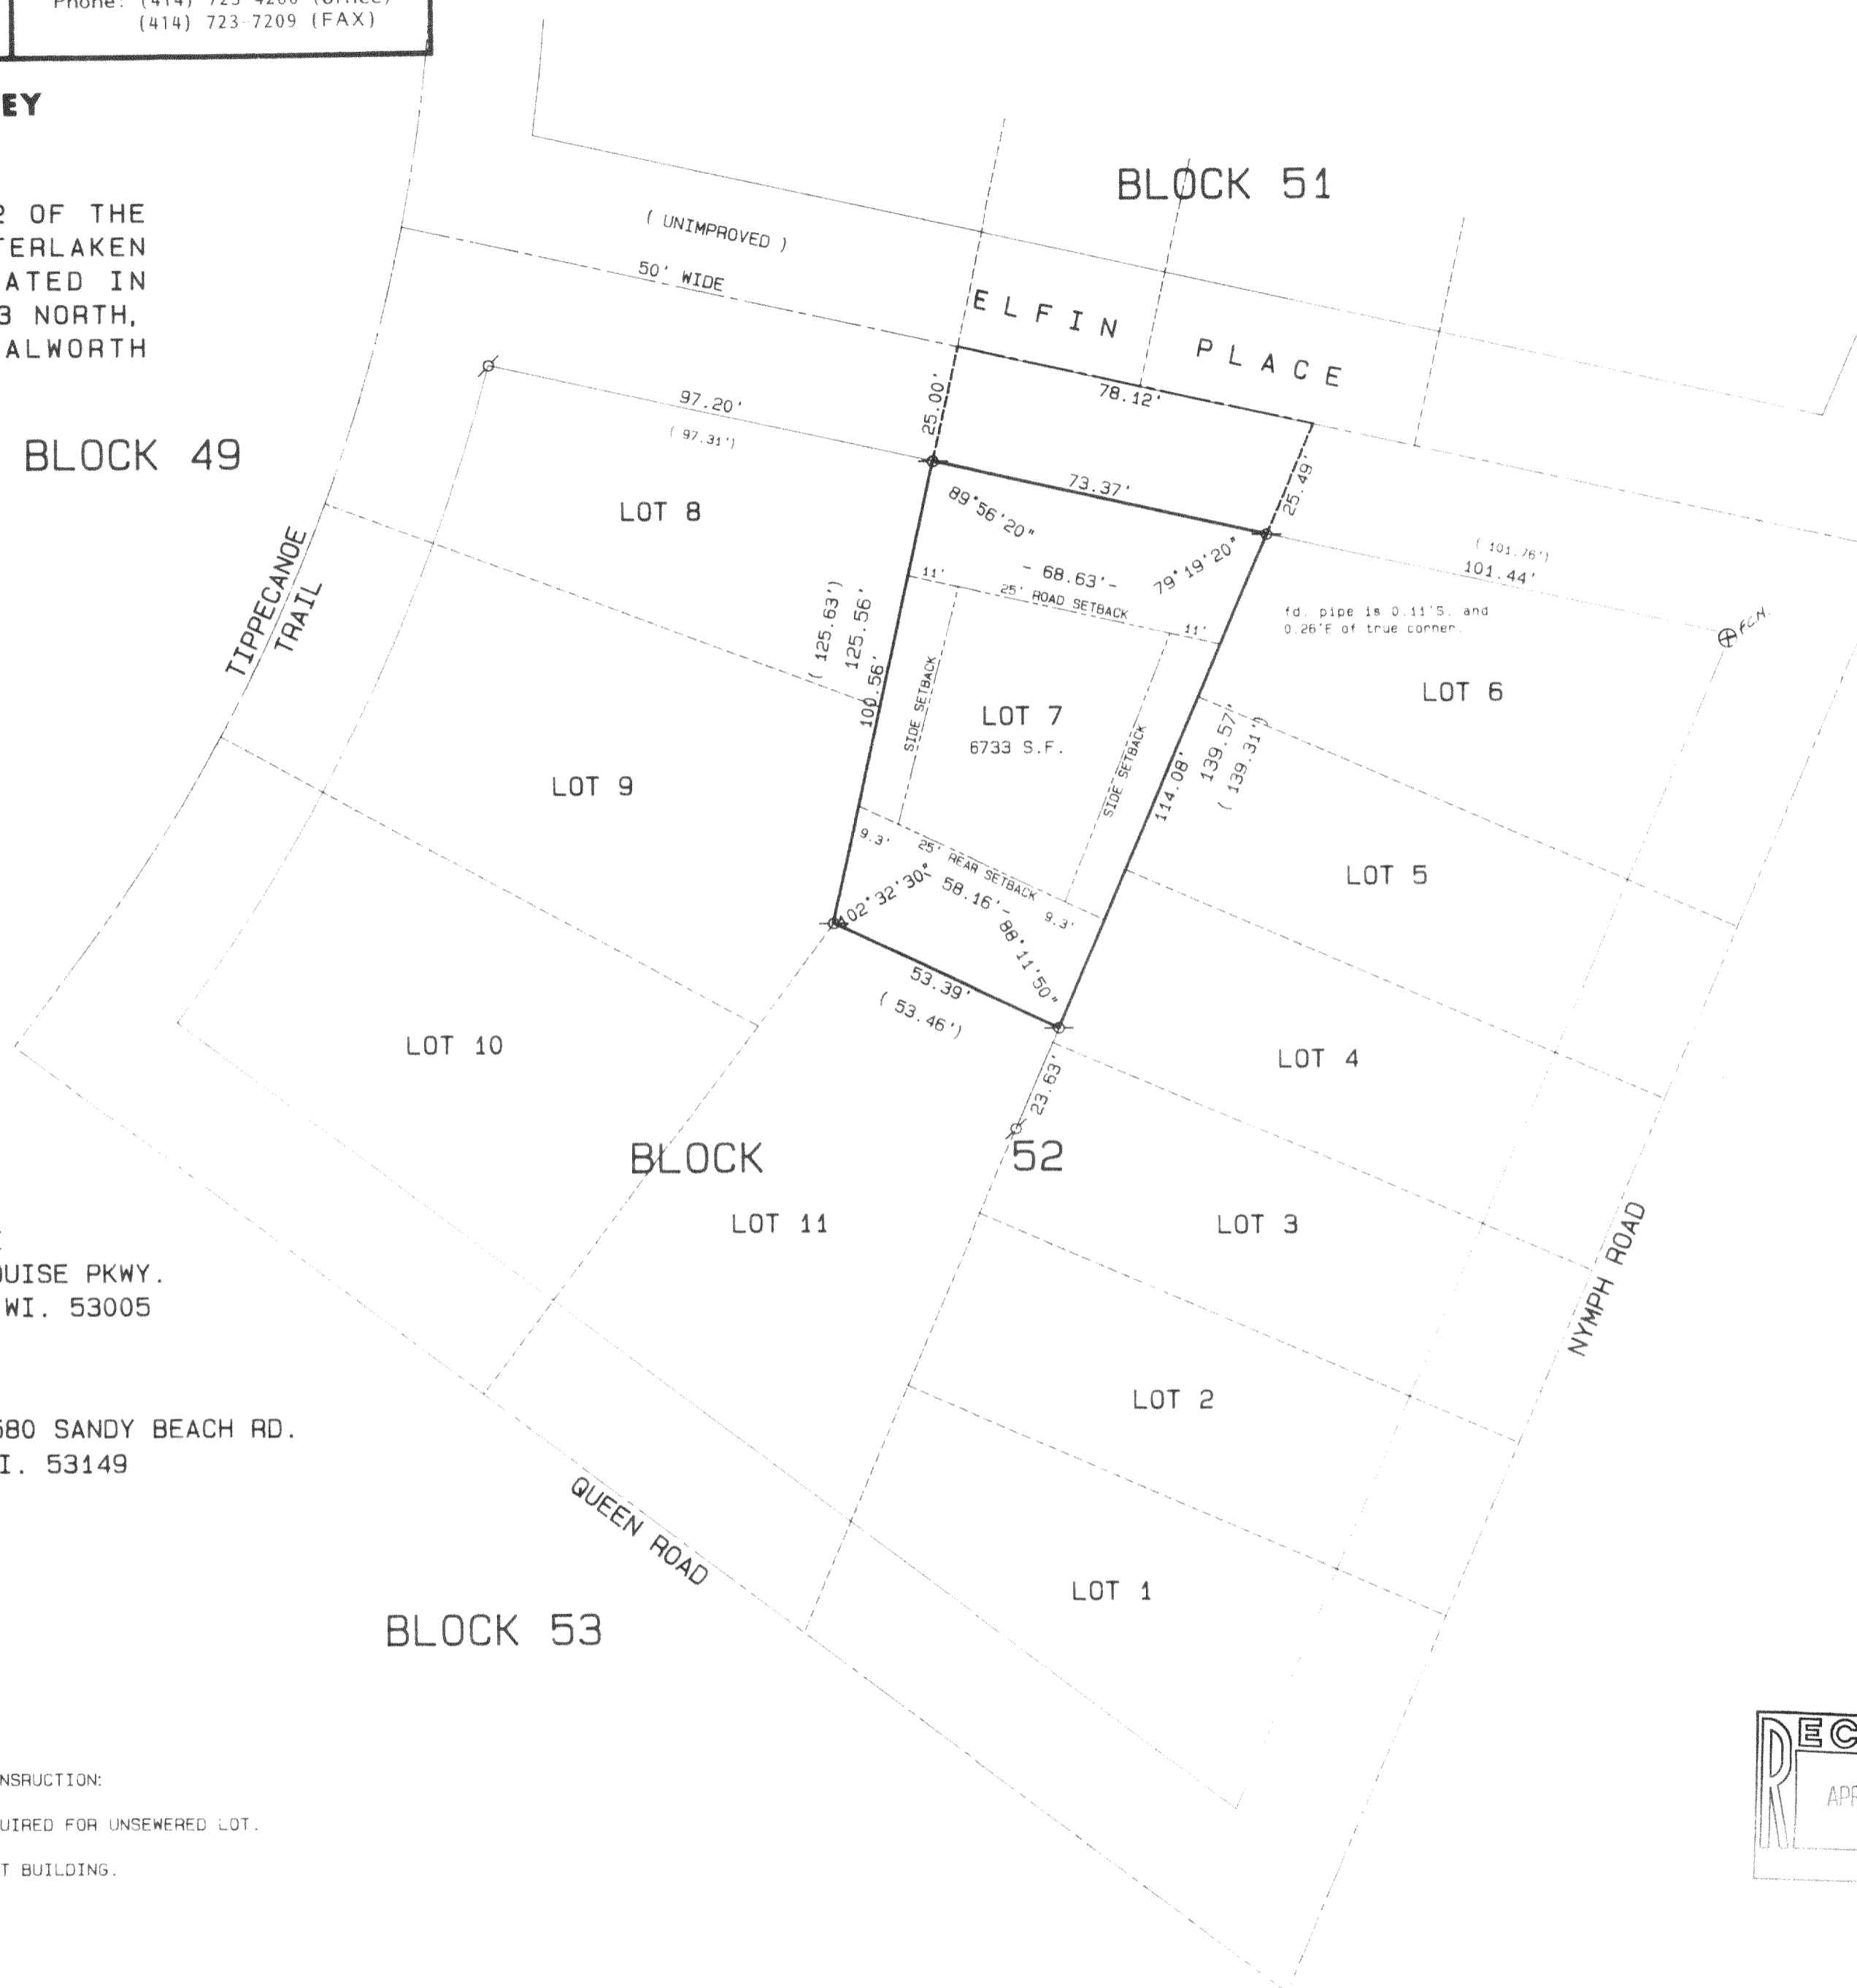 (414) 723-7209 (FAX)
EY
2 OF THE
TERLAKEN
ATED IN
3 NORTH,
ALWORTH
BLOCK 51
( UNIMPROVED )
50' WIDE
ELFIN PLACE
78.12'
25.00'
25.49'
97.20'
( 97.31')
BLOCK 49
LOT 8
73.37'
89°56'20"
79°19'20"
- 68.63'-
11'
25' ROAD SETBACK
11'
( 101.76')
101.44'
fd. pipe is 0.11'S. and
0.26'E of true corner.
F.C.M.
TIPPECANOE
TRAIL
( 125.63')
125.56'
100.56'
SIDE SETBACK
LOT 7
6733 S.F.
SIDE SETBACK
114.08'
139.57'
( 139.31')
LOT 6
LOT 9
LOT 5
9.3'
25' REAR SETBACK
- 58.16'-
9.3'
102°32'30"
88°11'50"
53.39'
( 53.46')
LOT 10
LOT 4
23.63'
BLOCK 52
LOT 11
LOT 3
NYMPH ROAD
OUISE PKWY.
WI. 53005
LOT 2
680 SANDY BEACH RD.
I. 53149
QUEEN ROAD
LOT 1
BLOCK 53
NSRUCTION:
UIRED FOR UNSEWERED LOT.
T BUILDING.
REC
APR